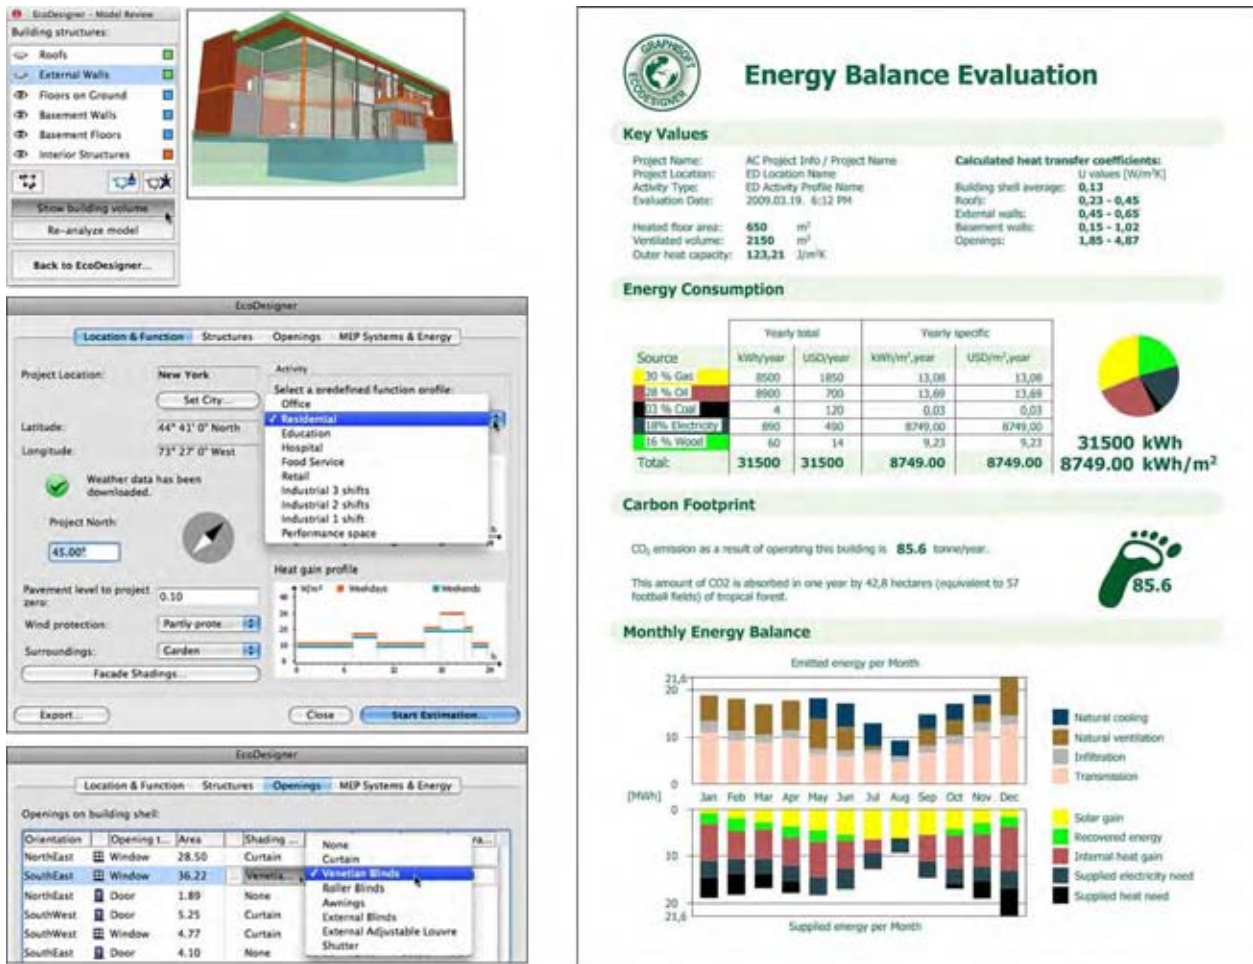 EcoDesigner - Model Review
Building structures:
Roofs
External Walls
Floors on Ground
Basement Walls
Basement Floors
Interior Structures
Show building volume
Re-analyze model
Back to EcoDesigner...
EcoDesigner
Location & Function Structures Openings MEP Systems & Energy
Project Location: New York
Set City...
Latitude: 44° 41' 0" North
Longitude: 73° 27' 0" West
Weather data has been
downloaded.
Project North:
45.00°
Pavement level to project
zero: 0.10
Wind protection: Partly prote
Surroundings: Garden
Facade Shadings...
Activity
Select a predefined function profile:
Office
✓ Residential
Education
Hospital
Food Service
Retail
Industrial 3 shifts
Industrial 2 shifts
Industrial 1 shift
Performance space
Heat gain profile
W/m² Weekdays Weekends
0 6 12 18 24
Export... Close Start Estimation...
EcoDesigner
Location & Function Structures Openings MEP Systems & Energy
Openings on building shell:
Orientation Opening t... Area Shading ...
NorthEast Window 28.50 Curtain
SouthEast Window 36.22 Venetia...
NorthEast Door 1.89 None
SouthWest Door 5.25 Curtain
SouthWest Window 4.77 Curtain
SouthEast Door 4.10 None
None
Curtain
✓ Venetian Blinds
Roller Blinds
Awnings
External Blinds
External Adjustable Louvre
Shutter
GRAPHISOFT
ECODESIGNER
Energy Balance Evaluation
Key Values
Project Name: AC Project Info / Project Name
Project Location: ED Location Name
Activity Type: ED Activity Profile Name
Evaluation Date: 2009.03.19. 6:12 PM
Heated floor area: 650 m²
Ventilated volume: 2150 m³
Outer heat capacity: 123,21 J/m²K
Calculated heat transfer coefficients:
U values [W/m²K]
Building shell average: 0,13
Roofs: 0,23 - 0,45
External walls: 0,45 - 0,65
Basement walls: 0,15 - 1,02
Openings: 1,85 - 4,87
Energy Consumption
Yearly total Yearly specific
Source kWh/year USD/year kWh/m²,year USD/m²,year
30 % Gas 8500 1850 13,08 13,08
28 % Oil 8900 700 13,69 13,69
03 % Coal 4 120 0,03 0,03
18% Electricity 890 490 8749,00 8749,00
16 % Wood 60 14 9,23 9,23
Total: 31500 31500 8749.00 8749.00
31500 kWh
8749.00 kWh/m²
Carbon Footprint
CO₂ emission as a result of operating this building is 85.6 tonne/year.
This amount of CO2 is absorbed in one year by 42,8 hectares (equivalent to 57
football fields) of tropical forest.
85.6
Monthly Energy Balance
Emitted energy per Month
21,6
20
10
0
Natural cooling
Natural ventilation
Infiltration
Transmission
[MWh] Jan Feb Mar Apr May Jun Jul Aug Sep Oct Nov Dec
0
10
20
21,6
Solar gain
Recovered energy
Internal heat gain
Supplied electricity need
Supplied heat need
Supplied energy per Month